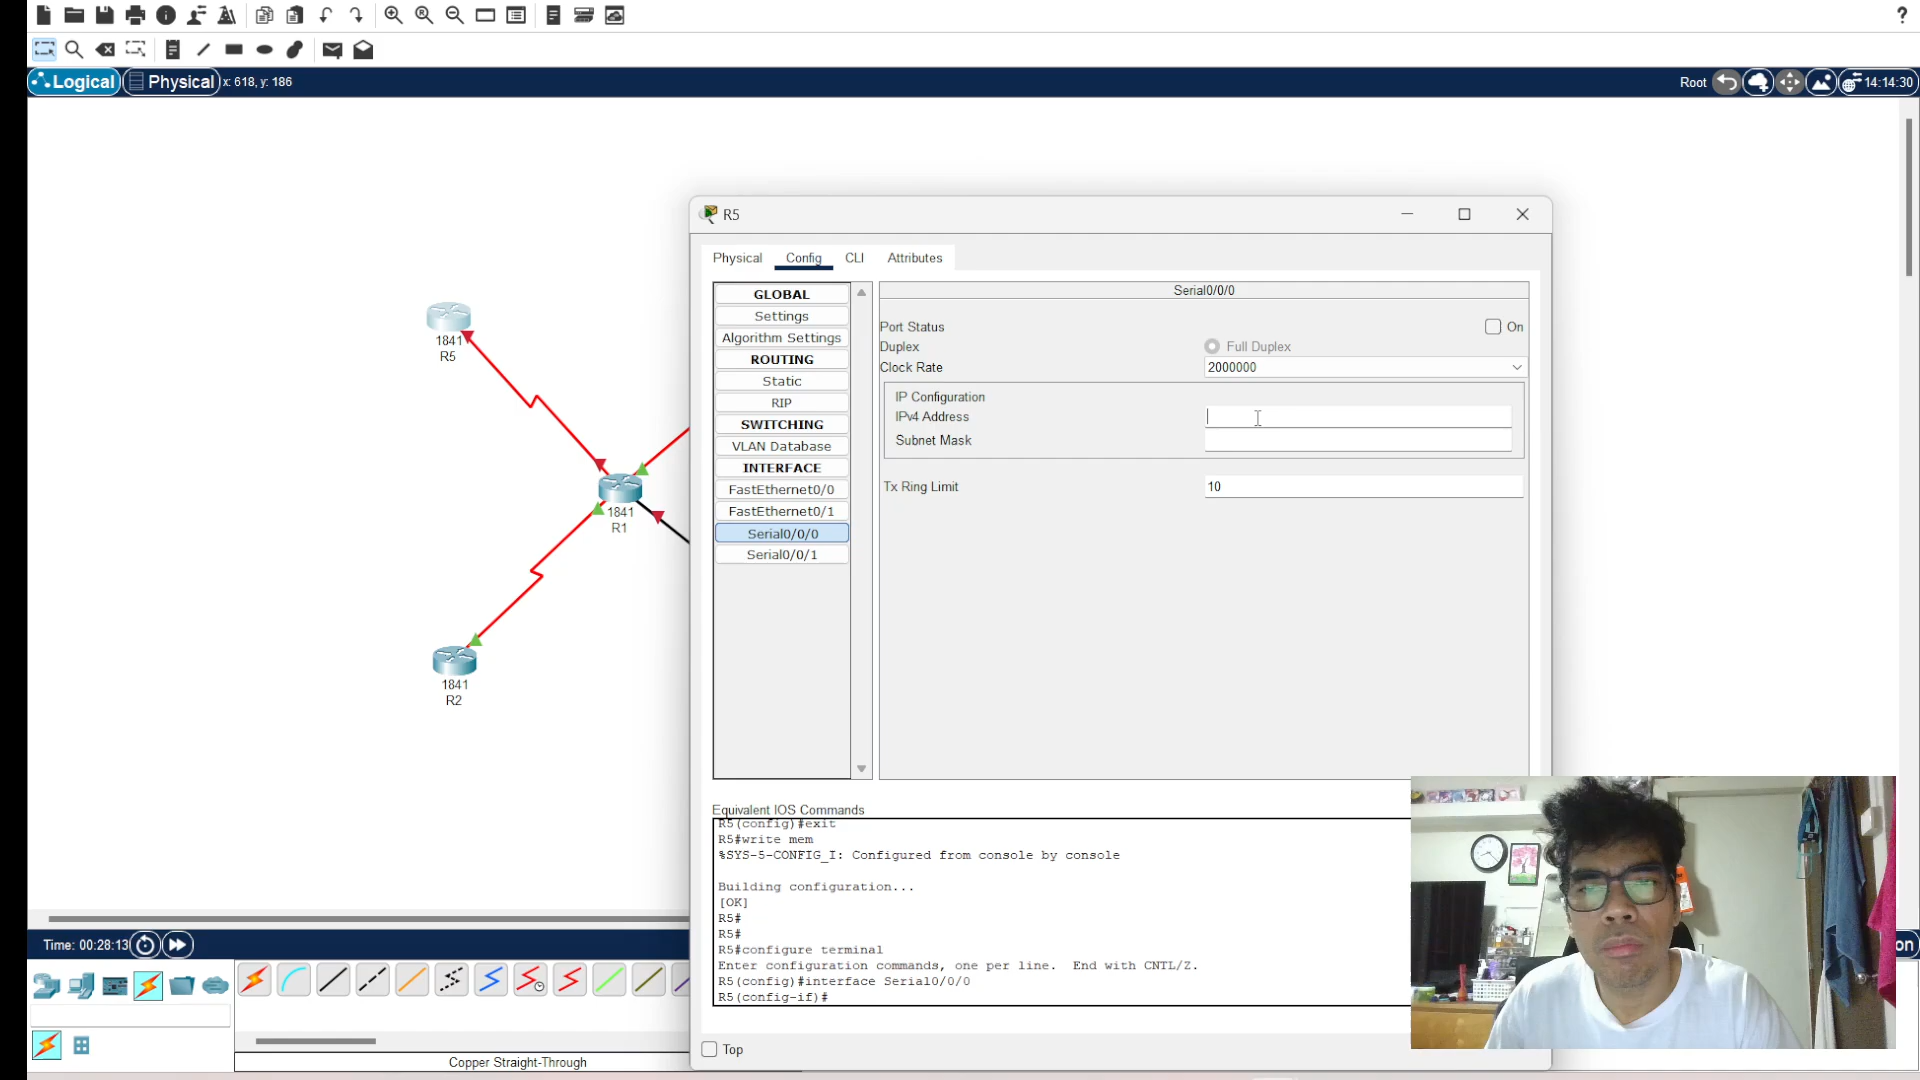 ?
Logical
Physical
x: 618, y: 186
Root
14:14:30
R5
Physical
Config
CLI
Attributes
GLOBAL
Settings
Algorithm Settings
ROUTING
Static
RIP
SWITCHING
VLAN Database
INTERFACE
FastEthernet0/0
FastEthernet0/1
Serial0/0/0
Serial0/0/1
Serial0/0/0
Port Status
On
Duplex
Full Duplex
Clock Rate
2000000
IP Configuration
IPv4 Address
Subnet Mask
Tx Ring Limit
10
1841
R5
1841
R1
1841
R2
Equivalent IOS Commands
R5(config)#exit
R5#write mem
%SYS-5-CONFIG_I: Configured from console by console
Building configuration...
[OK]
R5#
R5#
R5#configure terminal
Enter configuration commands, one per line.  End with CNTL/Z.
R5(config)#interface Serial0/0/0
R5(config-if)#
Top
Time: 00:28:13
Copper Straight-Through
on